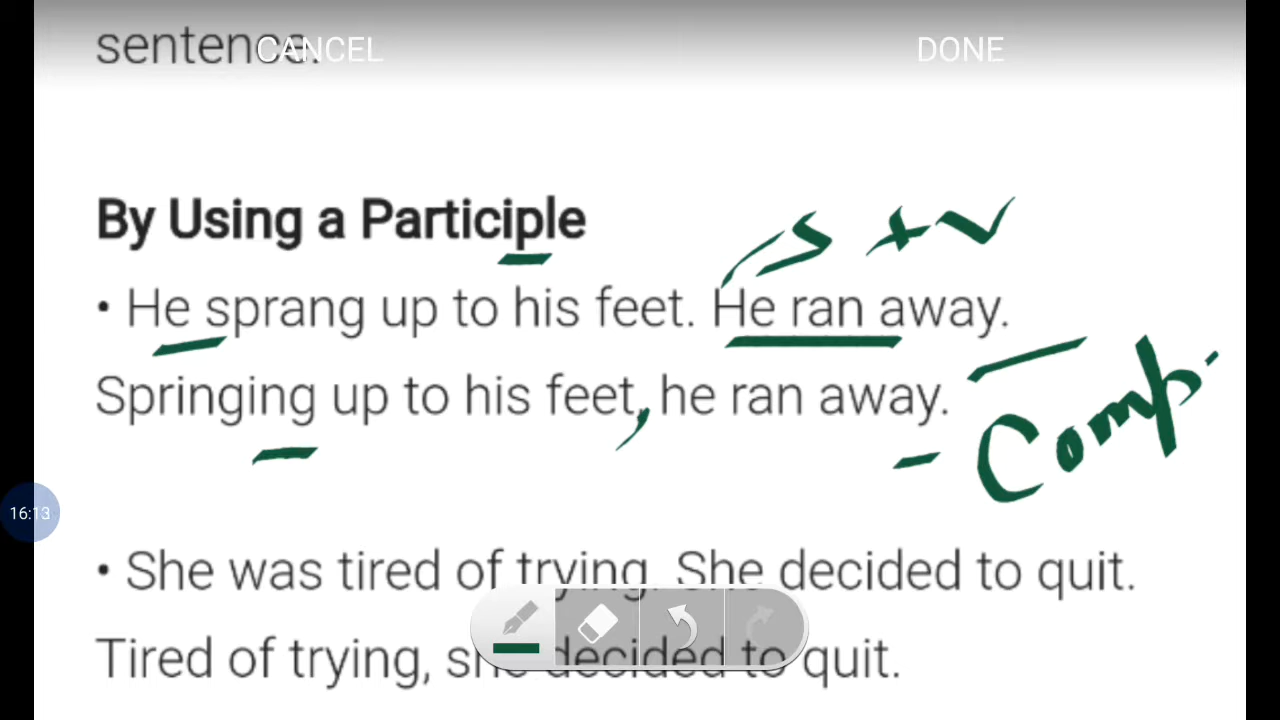 sentence.
CANCEL DONE
By Using a Participle
S + V
• He sprang up to his feet. He ran away.
Springing up to his feet, he ran away.
Comp.
16:13
• She was tired of trying. She decided to quit.
Tired of trying, she decided to quit.